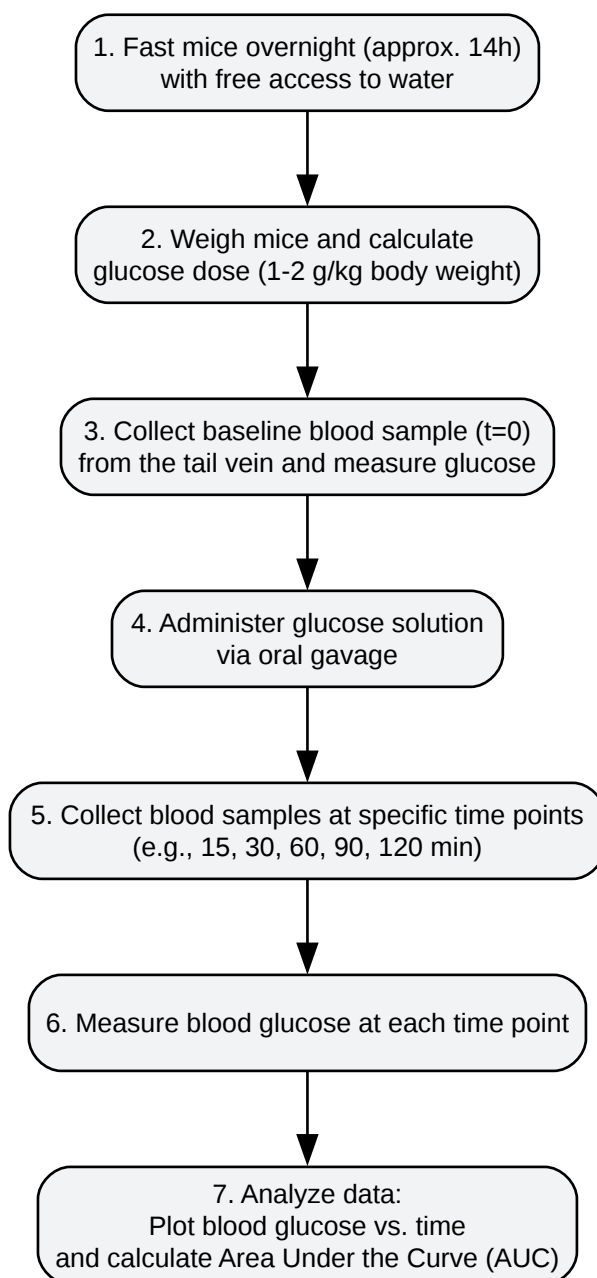 1. Fast mice overnight (approx. 14h)
with free access to water
2. Weigh mice and calculate
glucose dose (1-2 g/kg body weight)
3. Collect baseline blood sample (t=0)
from the tail vein and measure glucose
4. Administer glucose solution
via oral gavage
5. Collect blood samples at specific time points
(e.g., 15, 30, 60, 90, 120 min)
6. Measure blood glucose at each time point
7. Analyze data:
Plot blood glucose vs. time
and calculate Area Under the Curve (AUC)